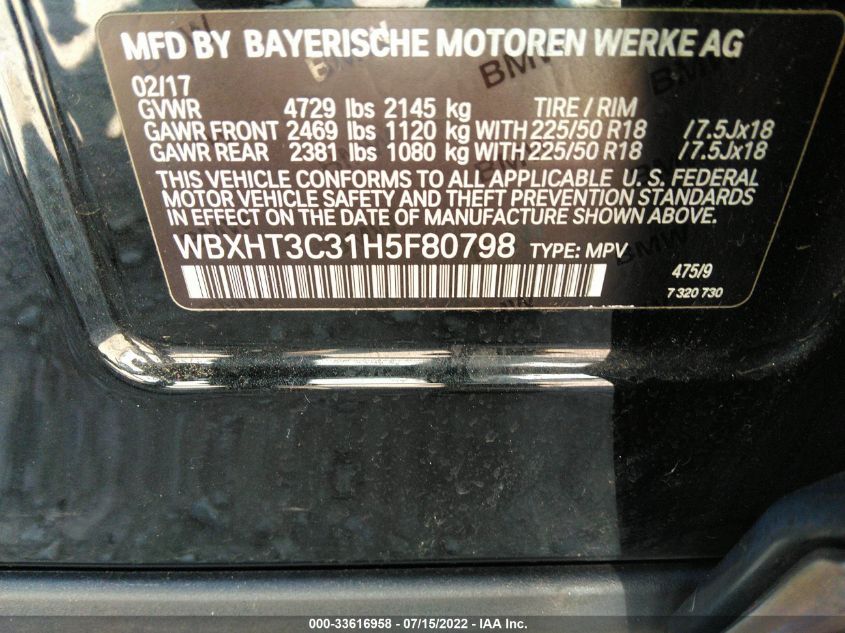 MFD BY BAYERISCHE MOTOREN WERKE AG
02/17
GVWR 4729 lbs 2145 kg TIRE / RIM
GAWR FRONT 2469 lbs 1120 kg WITH 225/50 R18 /7.5Jx18
GAWR REAR 2381 lbs 1080 kg WITH 225/50 R18 /7.5Jx18
THIS VEHICLE CONFORMS TO ALL APPLICABLE U. S. FEDERAL
MOTOR VEHICLE SAFETY AND THEFT PREVENTION STANDARDS
IN EFFECT ON THE DATE OF MANUFACTURE SHOWN ABOVE.
WBXHT3C31H5F80798 TYPE: MPV
475/9
7 320 730
000-33616958 - 07/15/2022 - IAA Inc.